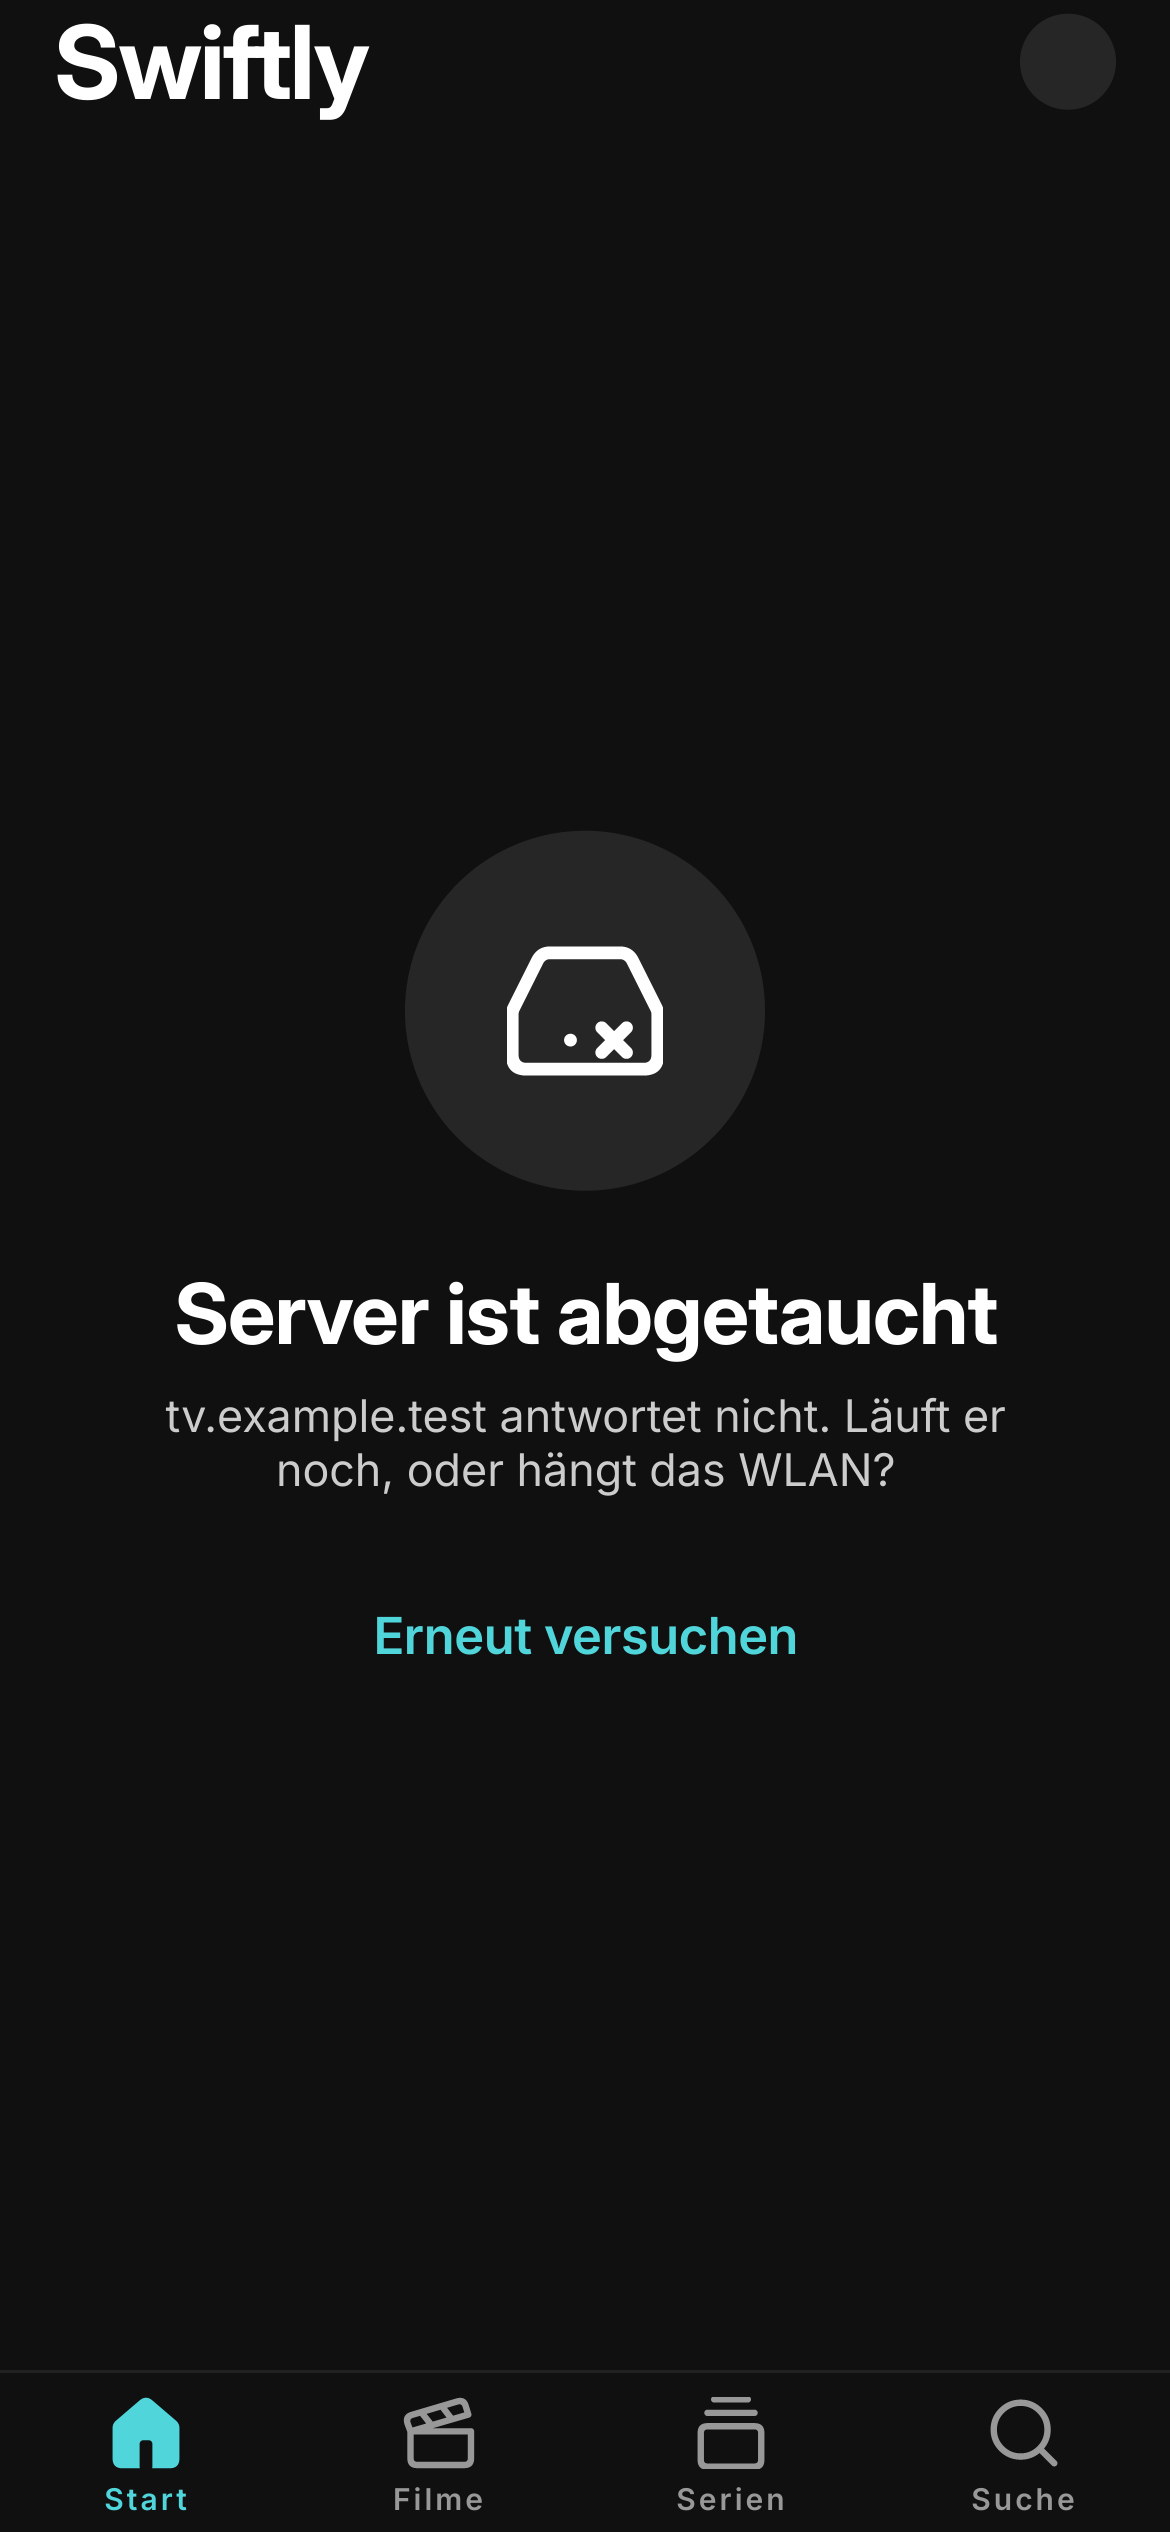 Swiftly
Server ist abgetaucht
tv.example.test antwortet nicht. Läuft er
noch, oder hängt das WLAN?
Erneut versuchen
Start
Filme
Serien
Suche